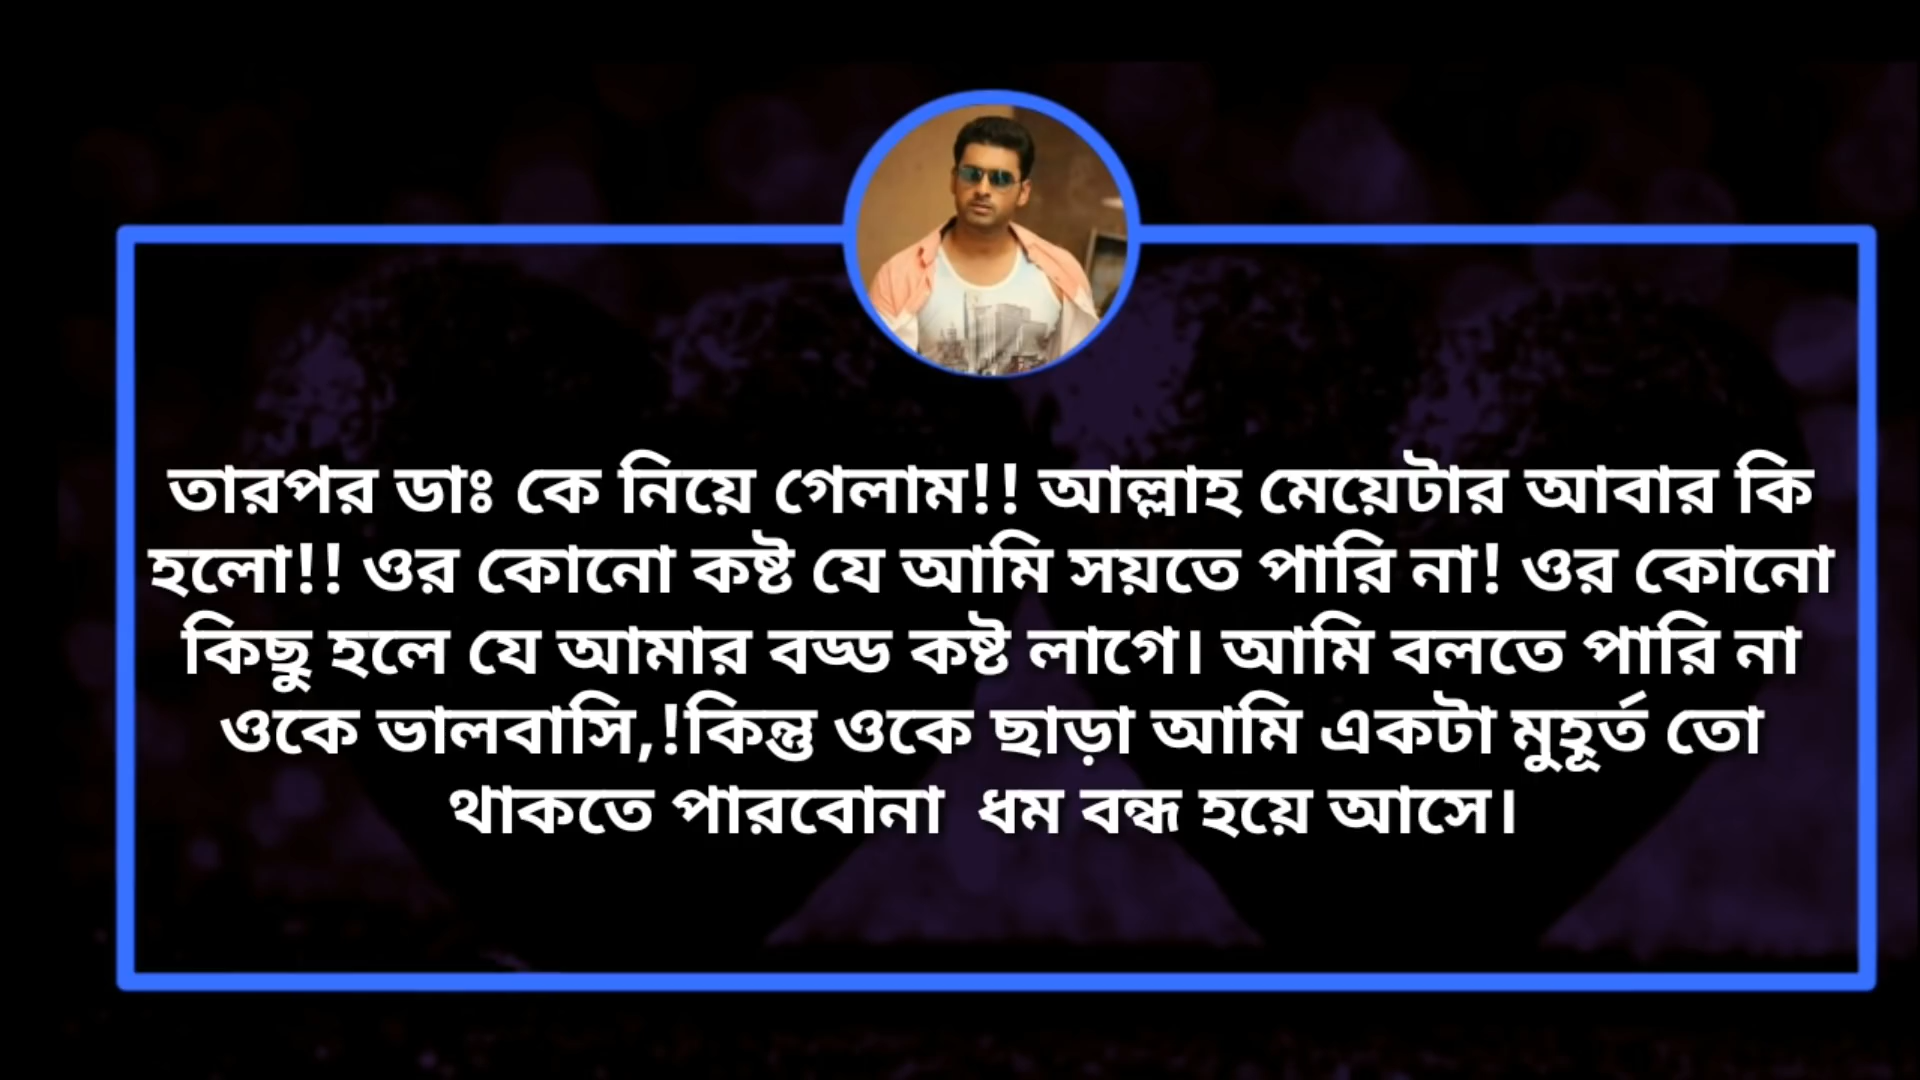 তারপর ডাঃ কে নিয়ে গেলাম!! আল্লাহ মেয়েটার আবার কি
হলো!! ওর কোনো কষ্ট যে আমি সয়তে পারি না! ওর কোনো
কিছু হলে যে আমার বড্ড কষ্ট লাগে। আমি বলতে পারি না
ওকে ভালবাসি,!কিন্তু ওকে ছাড়া আমি একটা মুহূর্ত তো
থাকতে পারবোনা  ধম বন্ধ হয়ে আসে।